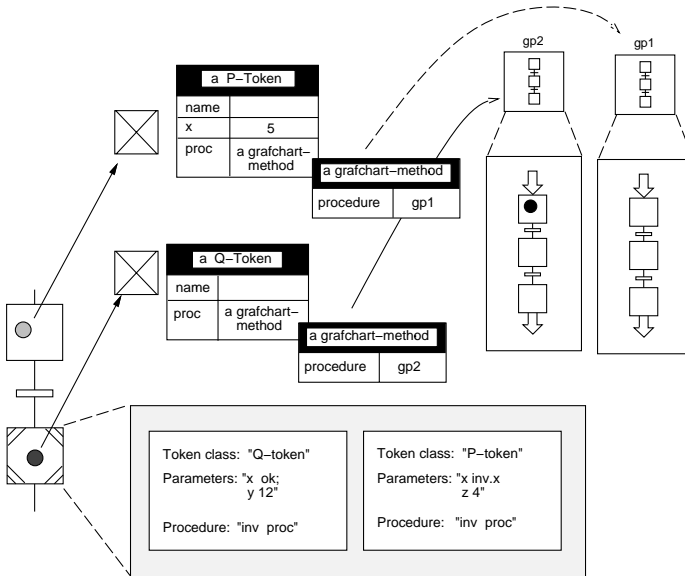 gp2
gp1
a P-Token
name
x
5
proc
a grafchart-
method
a grafchart-method
procedure
gp1
a Q-Token
name
proc
a grafchart-
method
a grafchart-method
procedure
gp2
Token class: "Q-token"
Parameters: "x ok;
y 12"
Procedure: "inv proc"
Token class: "P-token"
Parameters: "x inv.x
z 4"
Procedure: "inv proc"